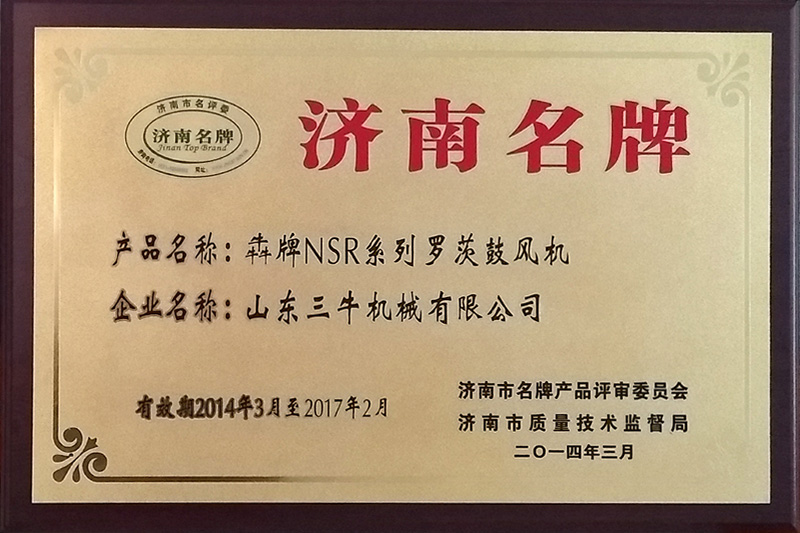 济南市名评委
济南名牌
Jinan Top Brand
济南名牌
产品名称：犇牌NSR系列罗茨鼓风机
企业名称：山东三牛机械有限公司
有效期2014年3月至2017年2月
济南市名牌产品评审委员会
济南市质量技术监督局
二〇一四年三月